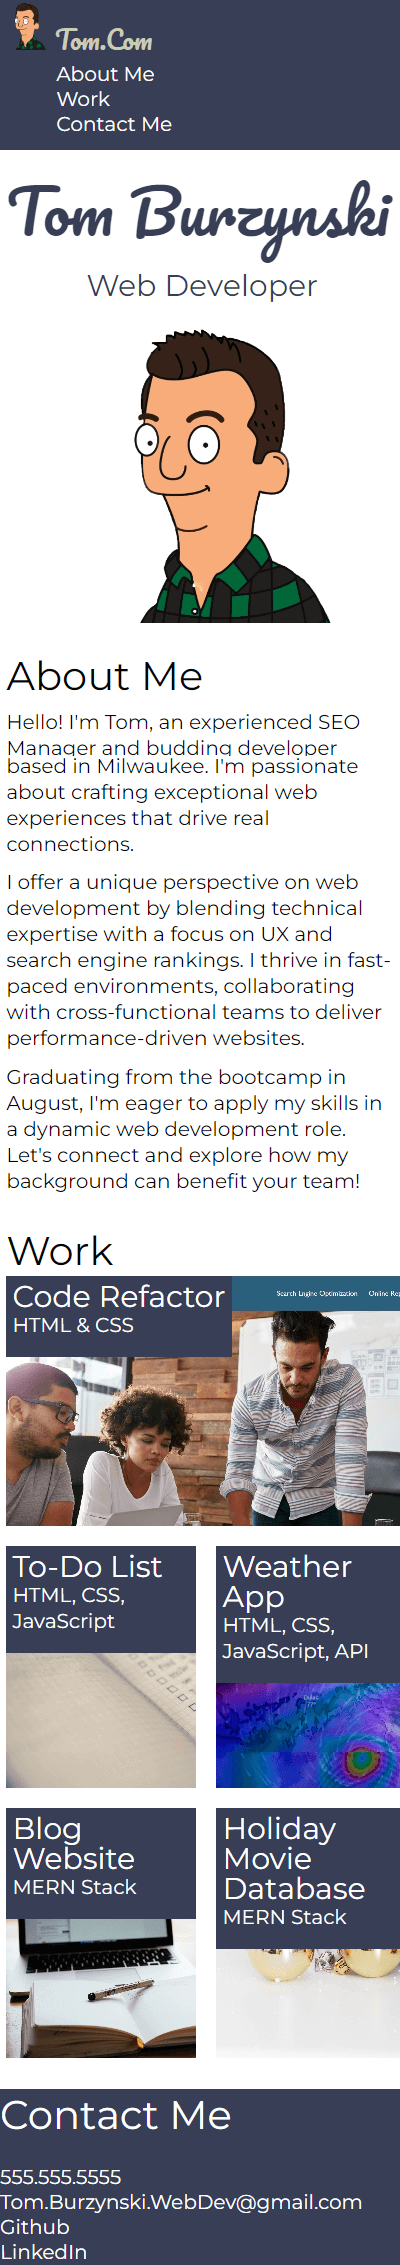 Tom.Com
About Me
Work
Contact Me
Tom Burzynski
Web Developer
About Me
Hello! I'm Tom, an experienced SEO
Manager and budding developer
based in Milwaukee. I'm passionate
about crafting exceptional web
experiences that drive real
connections.
I offer a unique perspective on web
development by blending technical
expertise with a focus on UX and
search engine rankings. I thrive in fast-
paced environments, collaborating
with cross-functional teams to deliver
performance-driven websites.
Graduating from the bootcamp in
August, I'm eager to apply my skills in
a dynamic web development role.
Let's connect and explore how my
background can benefit your team!
Work
Code Refactor
HTML & CSS
Search Engine Optimization Online Rep
To-Do List
HTML, CSS,
JavaScript
Weather
App
HTML, CSS,
JavaScript, API
77°
Blog
Website
MERN Stack
Holiday
Movie
Database
MERN Stack
Contact Me
555.555.5555
Tom.Burzynski.WebDev@gmail.com
Github
LinkedIn